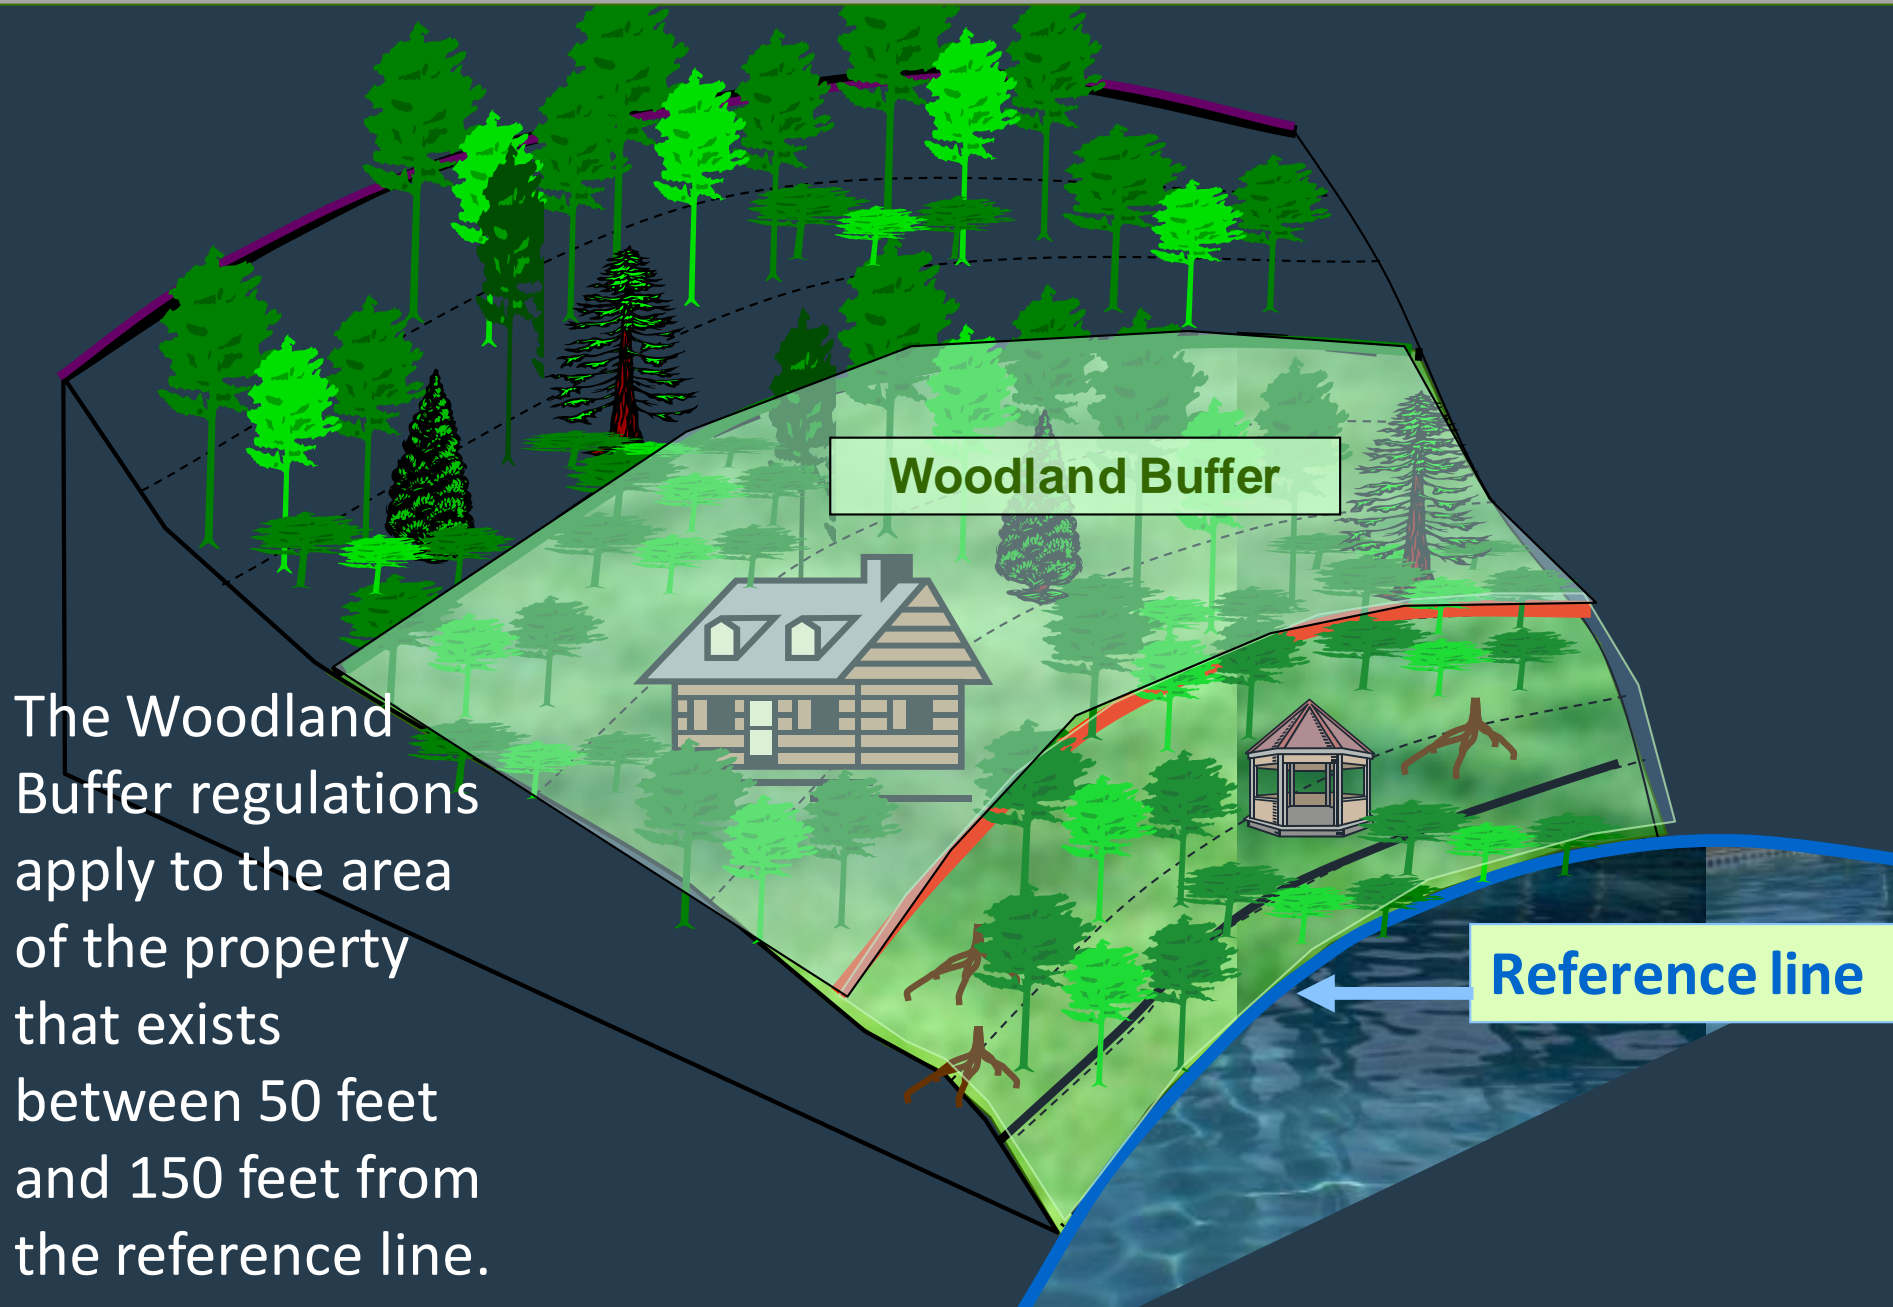 Woodland Buffer
The Woodland
Buffer regulations
apply to the area
of the property
that exists
between 50 feet
and 150 feet from
the reference line.
Reference line